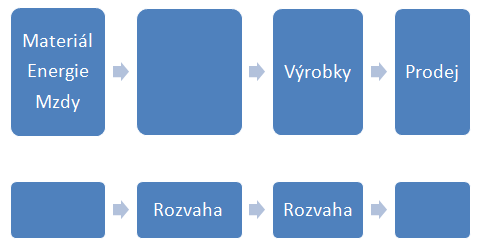 Materiál
Energie
Mzdy
Výrobky
Prodej
Rozvaha
Rozvaha